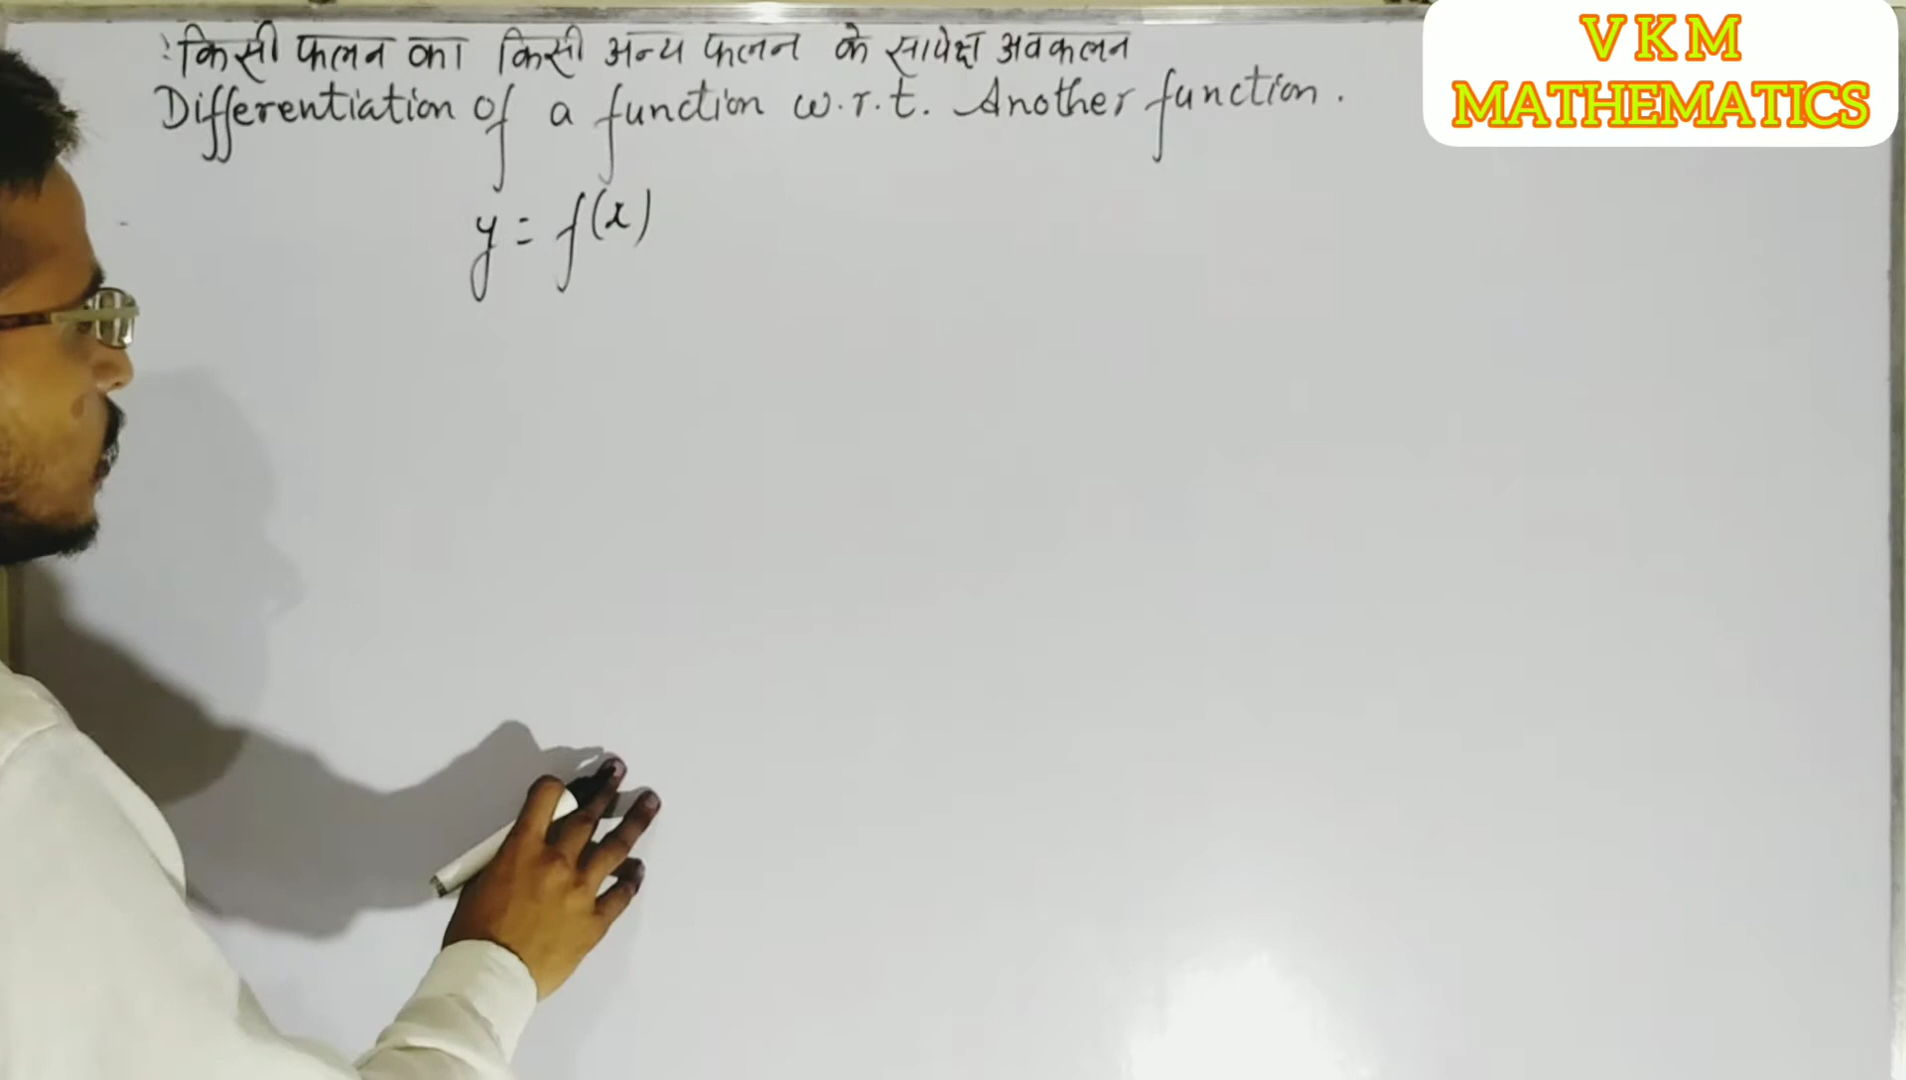 किसी फलन का किसी अन्य फलन के सापेक्ष अवकलन
Differentiation of a function w.r.t. Another function.
y = f(x)
VKM
MATHEMATICS